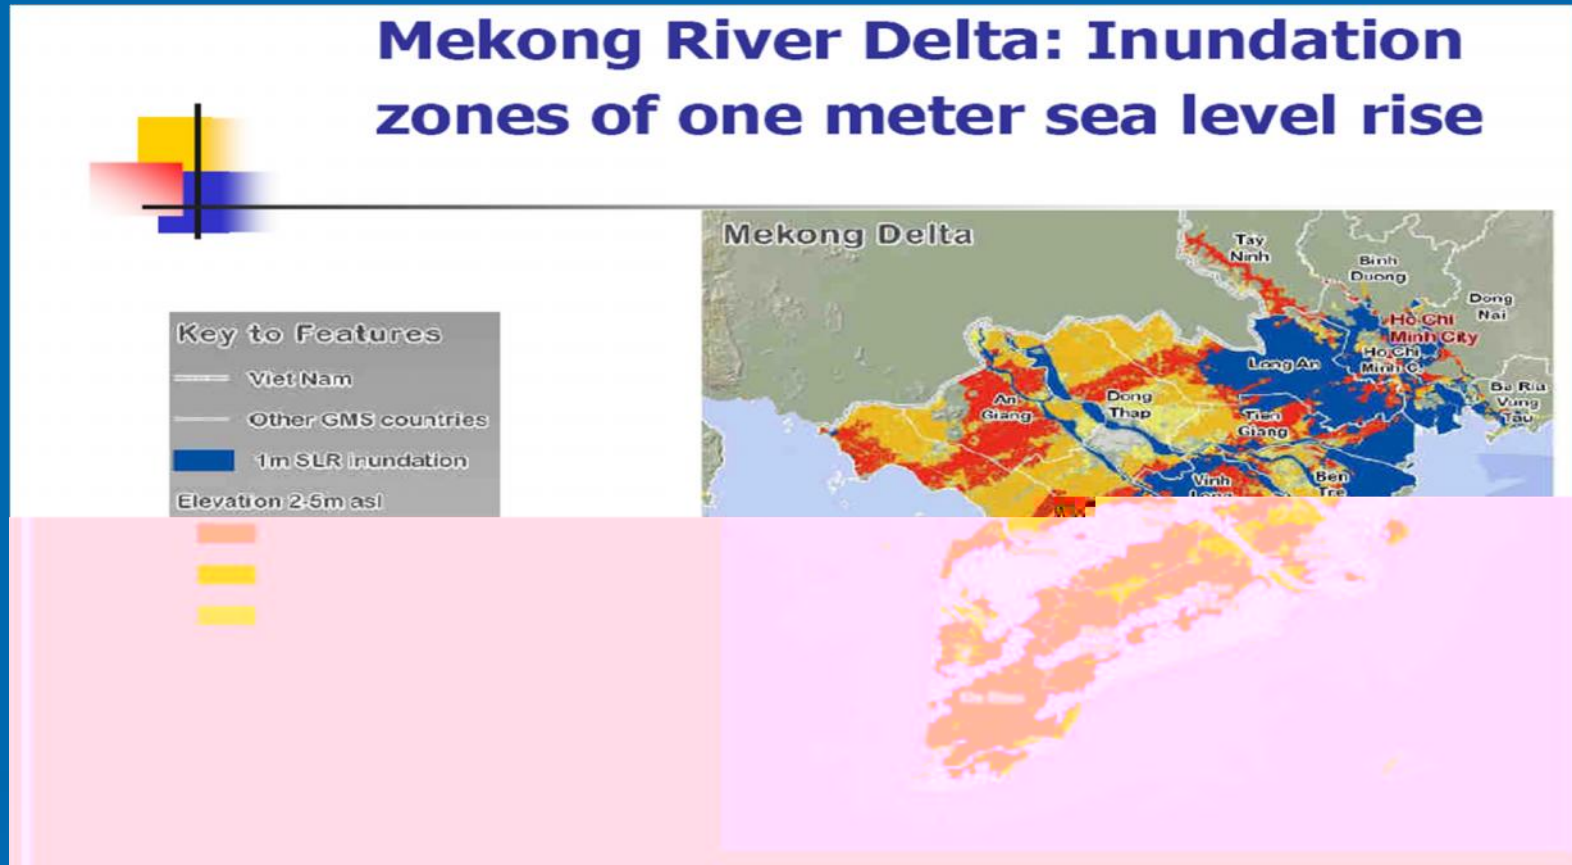 Mekong River Delta: Inundation
zones of one meter sea level rise
Mekong Delta
Tay
Ninh
Binh
Duong
Dong
Nai
Ho Chi
Minh City
Ho Chi
Minh C.
Long An
Ba Ria
Vung
Tau
An
Giang
Dong
Thap
Tien
Giang
Vinh
Long
Ben
Tre
Key to Features
Viet Nam
Other GMS countries
1m SLR inundation
Elevation 2-5m asl